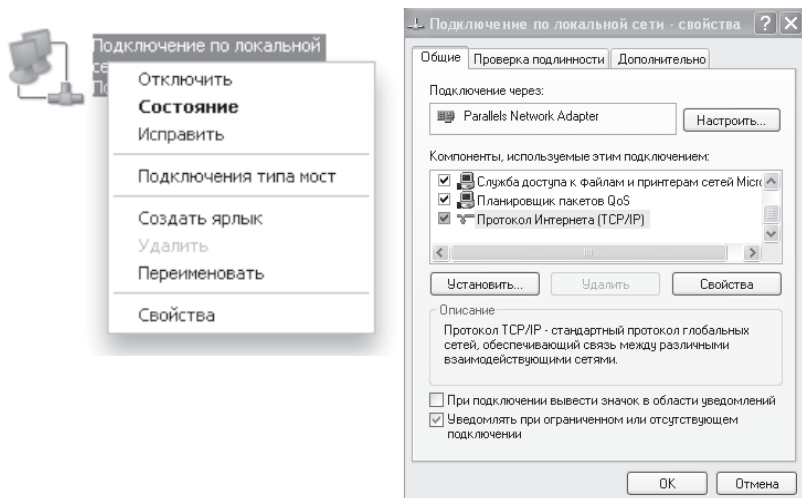 Подключение по локальной
Отключить
Состояние
Исправить
Подключения типа мост
Создать ярлык
Удалить
Переименовать
Свойства
Подключение по локальной сети - свойства
Общие Проверка подлинности Дополнительно
Подключение через:
Parallels Network Adapter Настроить...
Компоненты, используемые этим подключением:
Служба доступа к файлам и принтерам сетей Micr
Планировщик пакетов QoS
Протокол Интернета (TCP/IP)
Установить... Удалить Свойства
Описание
Протокол TCP/IP - стандартный протокол глобальных
сетей, обеспечивающий связь между различными
взаимодействующими сетями.
При подключении вывести значок в области уведомлений
Уведомлять при ограниченном или отсутствующем
подключении
OK Отмена